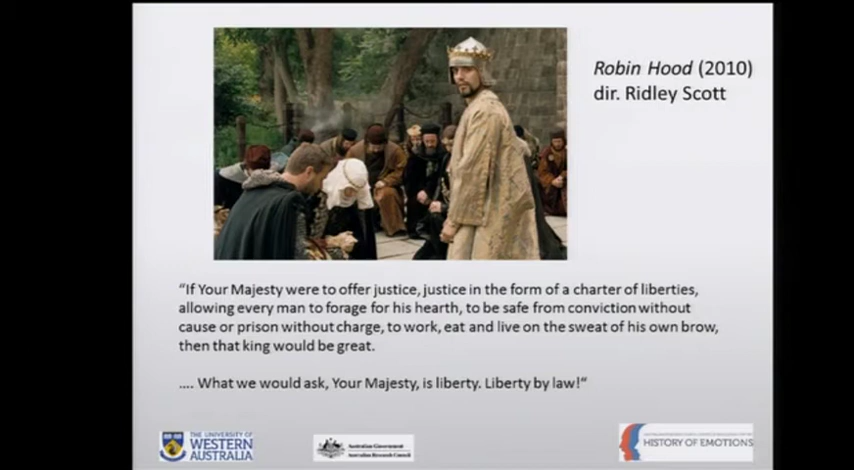 Robin Hood (2010)
dir. Ridley Scott
“If Your Majesty were to offer justice, justice in the form of a charter of liberties,
allowing every man to forage for his hearth, to be safe from conviction without
cause or prison without charge, to work, eat and live on the sweat of his own brow,
then that king would be great.
.... What we would ask, Your Majesty, is liberty. Liberty by law!“
THE UNIVERSITY OF
WESTERN
AUSTRALIA
Australian Government
Australian Research Council
HISTORY OF EMOTIONS